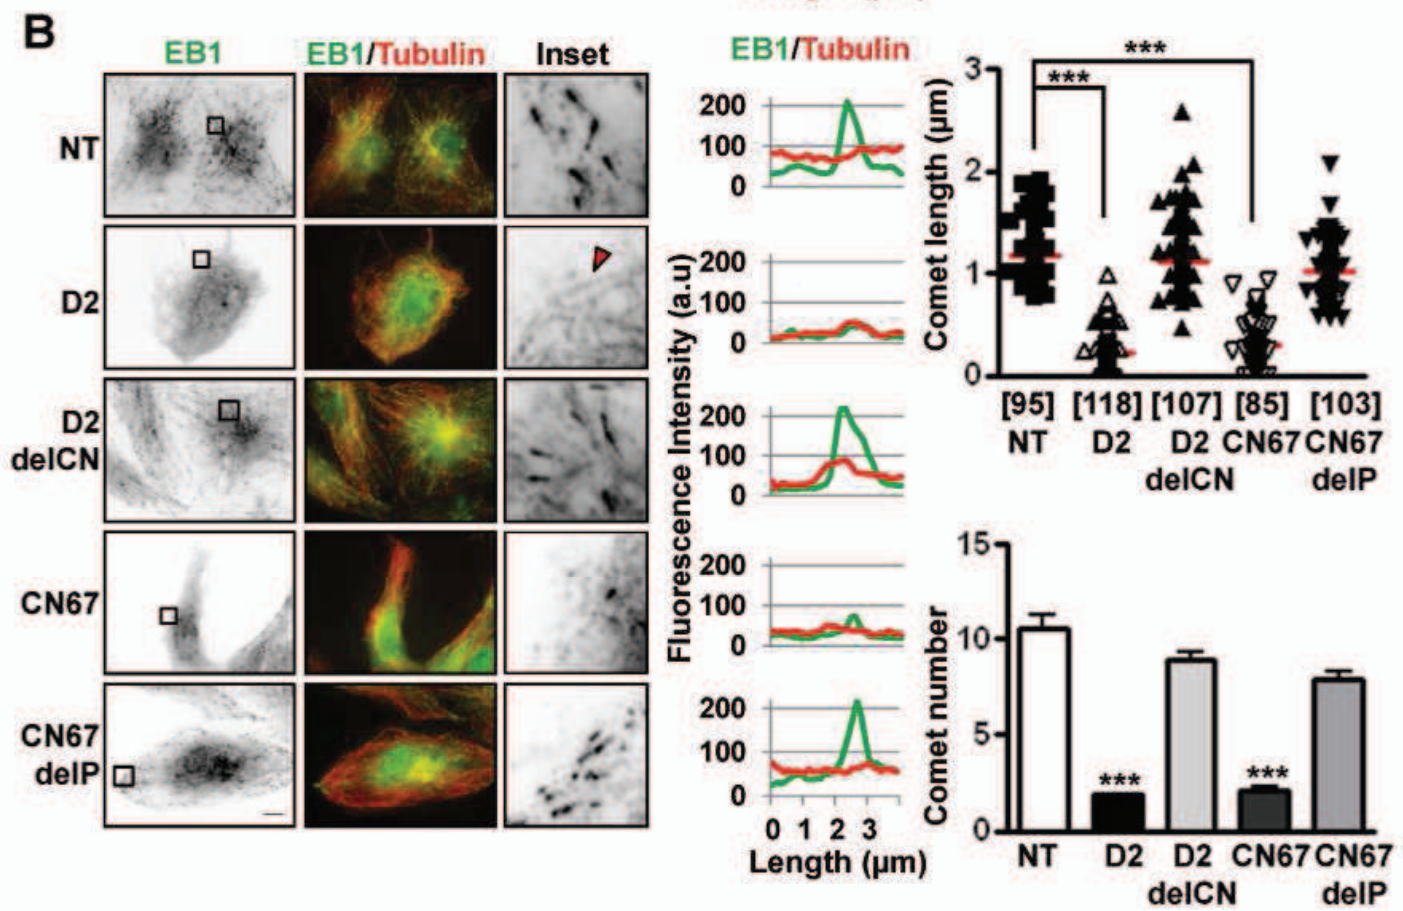 B
EB1
EB1/Tubulin
Inset
NT
D2
D2
delCN
CN67
CN67
delP
EB1/Tubulin
Fluorescence Intensity (a.u)
200
100
0
200
100
0
200
100
0
200
100
0
200
100
0
0 1 2 3
Length (µm)
Comet length (µm)
3
2
1
0
***
***
[95] [118] [107] [85] [103]
NT D2 D2 CN67 CN67
delCN delP
Comet number
15
10
5
0
*** ***
NT D2 D2 CN67 CN67
delCN delP